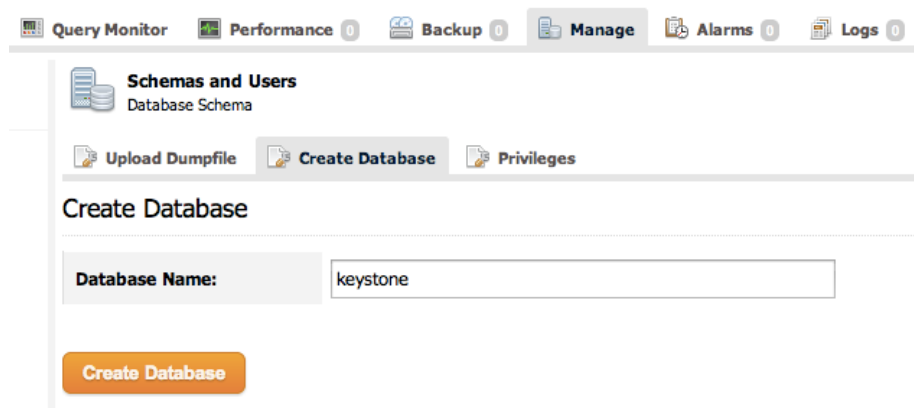 Query Monitor Performance 0 Backup 0 Manage Alarms 0 Logs 0
Schemas and Users
Database Schema
Upload Dumpfile Create Database Privileges
Create Database
Database Name: keystone
Create Database